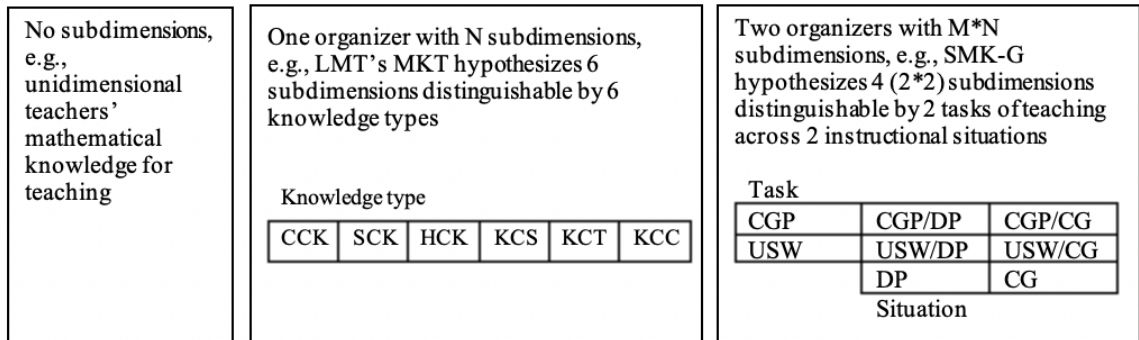 No subdimensions,
e.g.,
unidimensional
teachers’
mathematical
knowledge for
teaching
One organizer with N subdimensions,
e.g., LMT’s MKT hypothesizes 6
subdimensions distinguishable by 6
knowledge types
Knowledge type
CCK SCK HCK KCS KCT KCC
Two organizers with M*N
subdimensions, e.g., SMK-G
hypothesizes 4 (2*2) subdimensions
distinguishable by 2 tasks of teaching
across 2 instructional situations
Task
CGP CGP/DP CGP/CG
USW USW/DP USW/CG
DP CG
Situation